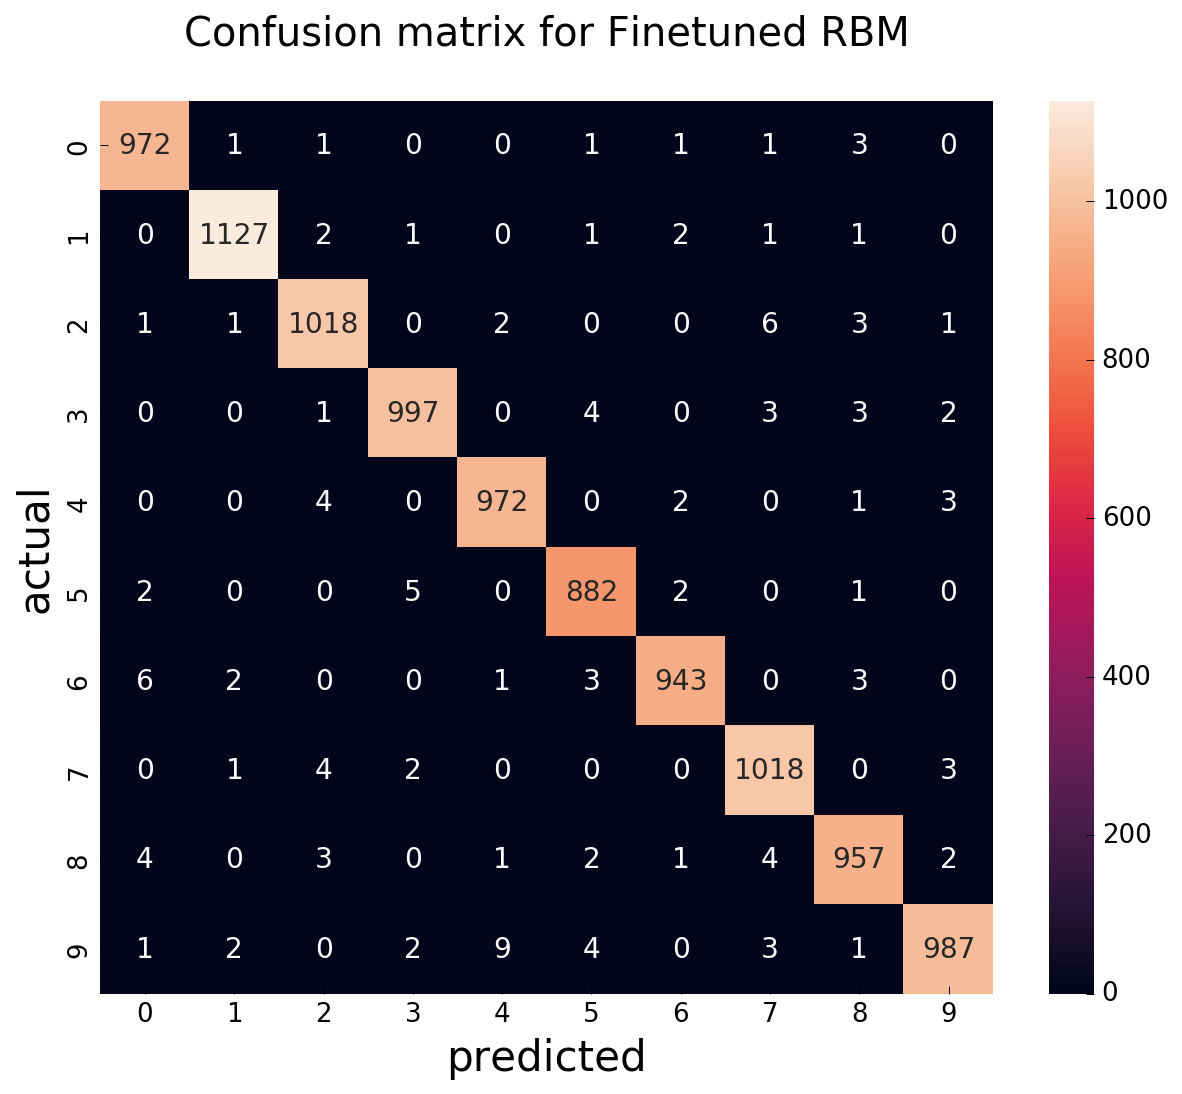 Confusion matrix for Finetuned RBM
0 972 1 1 0 0 1 1 1 3 0
1 0 1127 2 1 0 1 2 1 1 0
2 1 1 1018 0 2 0 0 6 3 1
3 0 0 1 997 0 4 0 3 3 2
4 0 0 4 0 972 0 2 0 1 3
5 2 0 0 5 0 882 2 0 1 0
6 6 2 0 0 1 3 943 0 3 0
7 0 1 4 2 0 0 0 1018 0 3
8 4 0 3 0 1 2 1 4 957 2
9 1 2 0 2 9 4 0 3 1 987
0 1 2 3 4 5 6 7 8 9
predicted
actual
1000
800
600
400
200
0